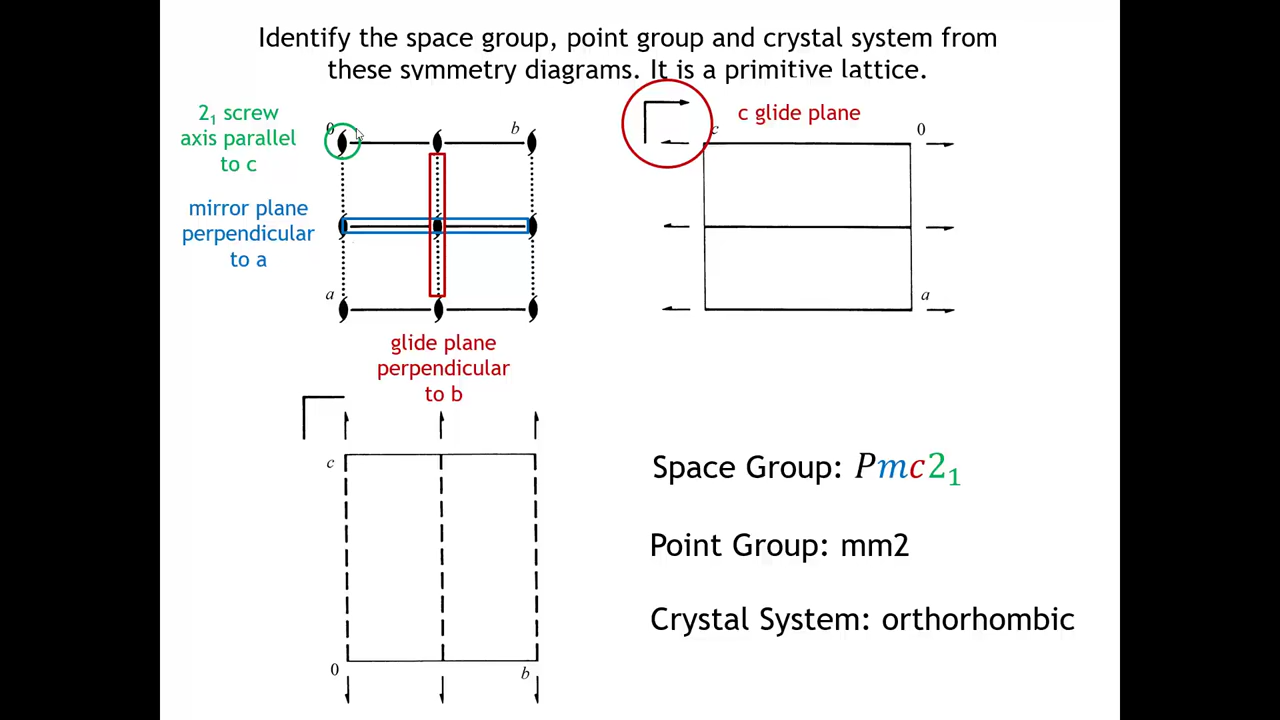 Identify the space group, point group and crystal system from
these symmetry diagrams. It is a primitive lattice.
2₁ screw
axis parallel
to c
0
b
c glide plane
c
0
mirror plane
perpendicular
to a
a
a
glide plane
perpendicular
to b
c
0
b
Space Group: Pmc2₁
Point Group: mm2
Crystal System: orthorhombic